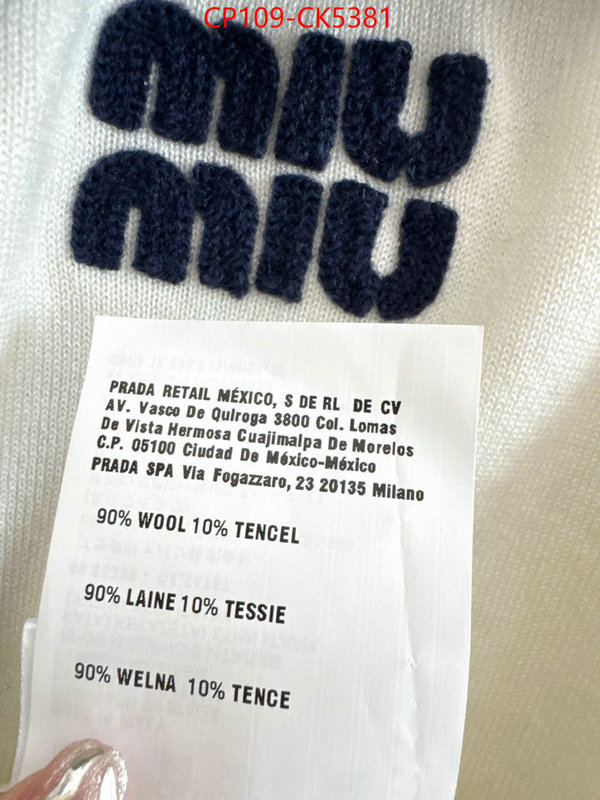 CP109-CK5381
MIU
MIU
PRADA RETAIL MÉXICO, S DE RL DE CV
AV. Vasco De Quiroga 3800 Col. Lomas
De Vista Hermosa Cuajimalpa De Morelos
C.P. 05100 Ciudad De México-México
PRADA SPA Via Fogazzaro, 23 20135 Milano
90% WOOL 10% TENCEL
90% LAINE 10% TESSIE
90% WELNA 10% TENCE